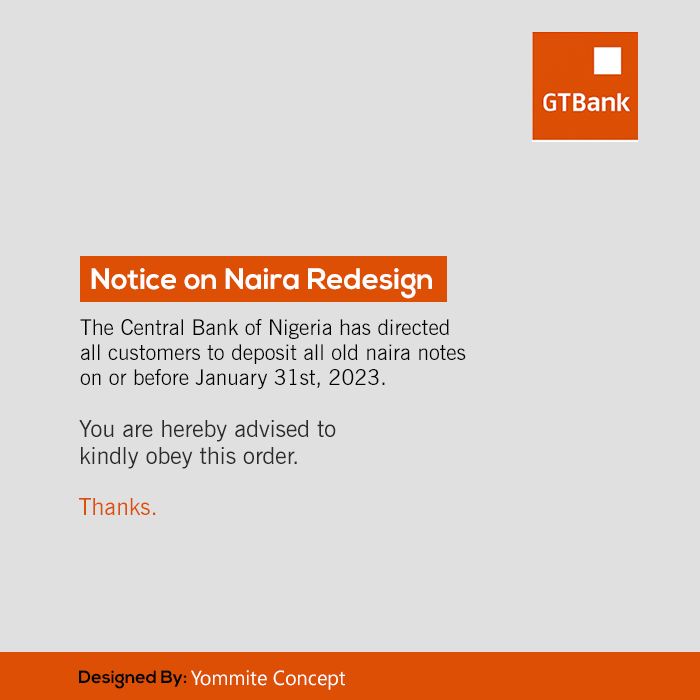 GTBank
Notice on Naira Redesign
The Central Bank of Nigeria has directed
all customers to deposit all old naira notes
on or before January 31st, 2023.
You are hereby advised to
kindly obey this order.
Thanks.
Designed By: Yommite Concept